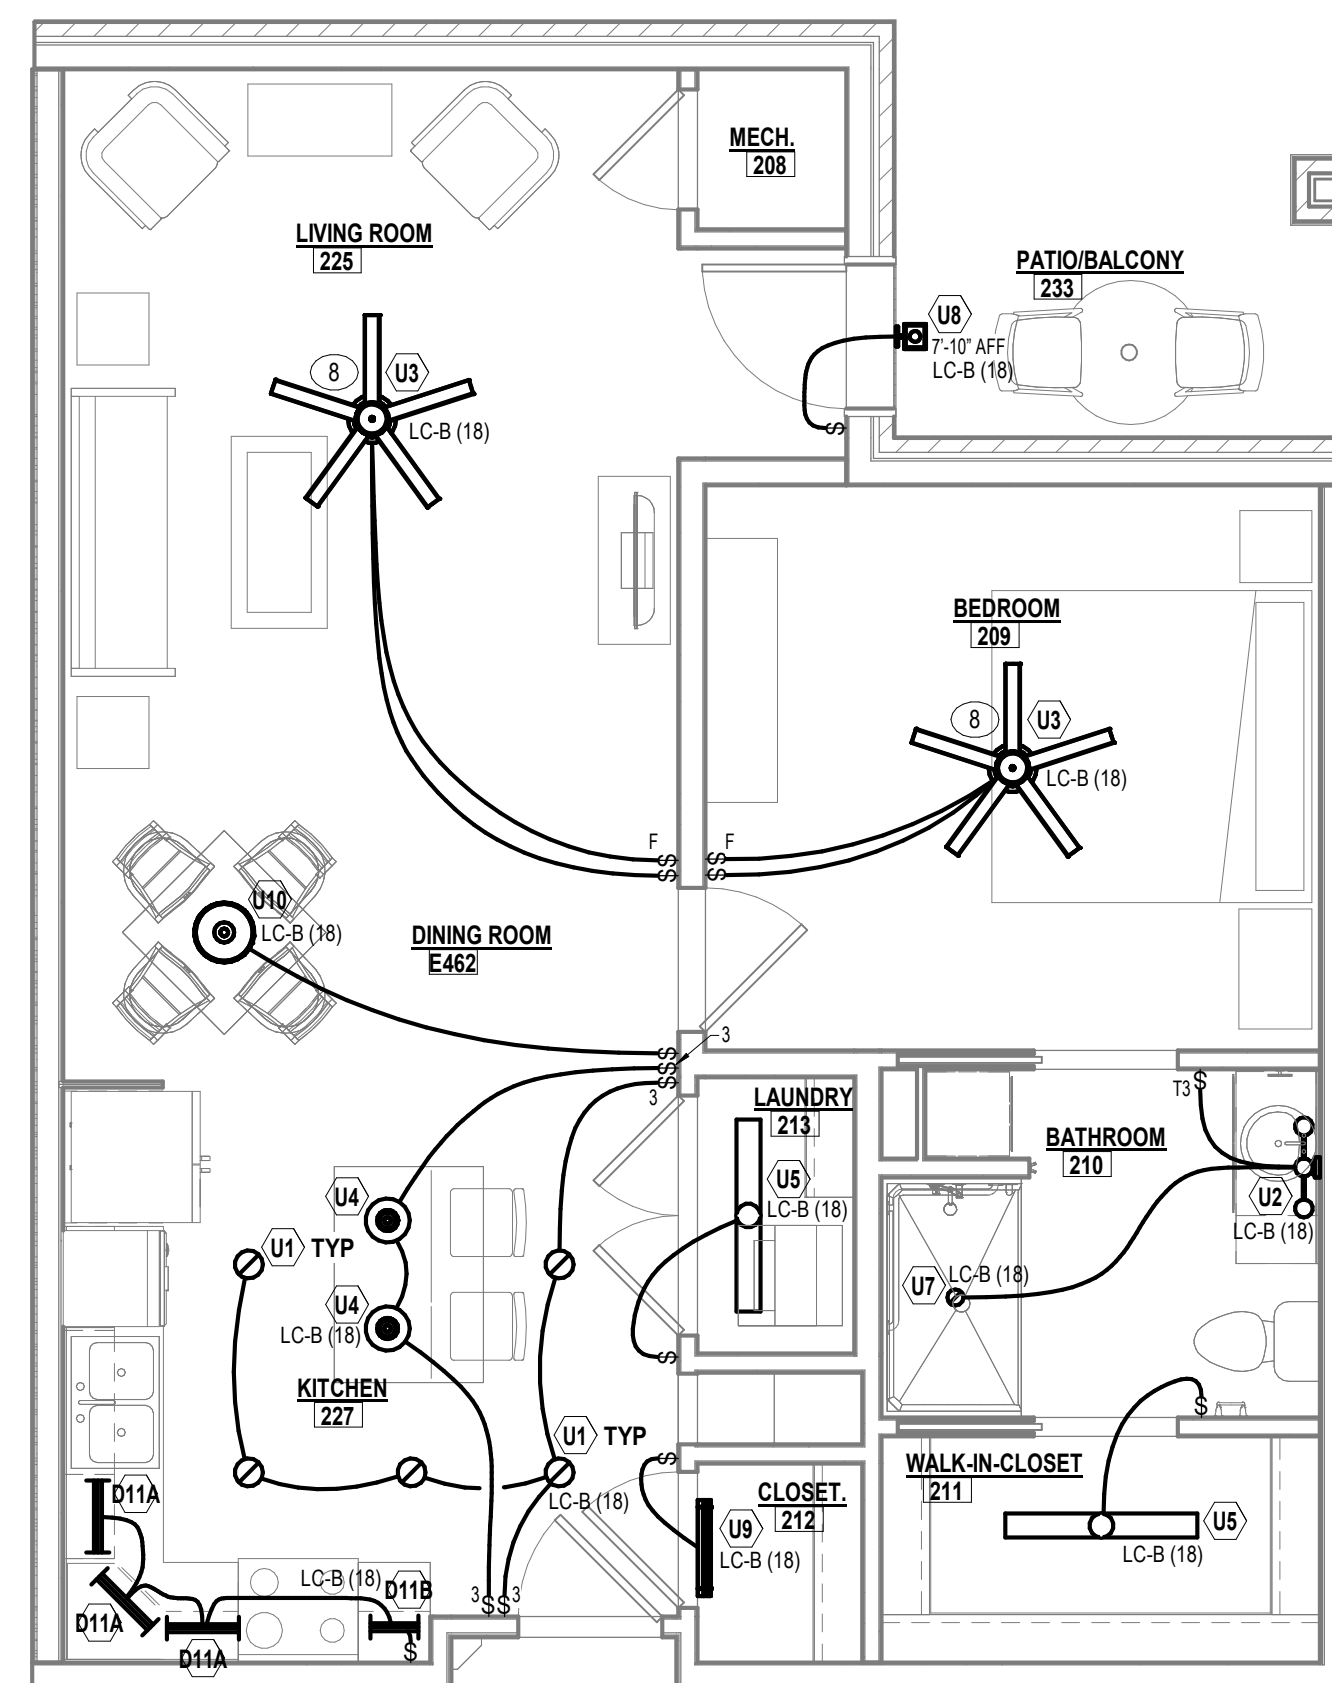 MECH.
208
LIVING ROOM
225
PATIO/BALCONY
233
U8
7'-10" AFF
LC-B (18)
S
8
U3
LC-B (18)
BEDROOM
209
8
U3
LC-B (18)
F
S
S
F
S
S
U10
LC-B (18)
DINING ROOM
E462
S
S
S
3
3
LAUNDRY
213
U5
LC-B (18)
S
T3
S
BATHROOM
210
U2
LC-B (18)
U7
LC-B (18)
U4
U1 TYP
U4
LC-B (18)
KITCHEN
227
U1 TYP
LC-B (18)
S
S
WALK-IN-CLOSET
211
U5
LC-B (18)
CLOSET.
212
U9
LC-B (18)
D11A
D11A
D11A
LC-B (18)
D11B
S
3
S
S
3